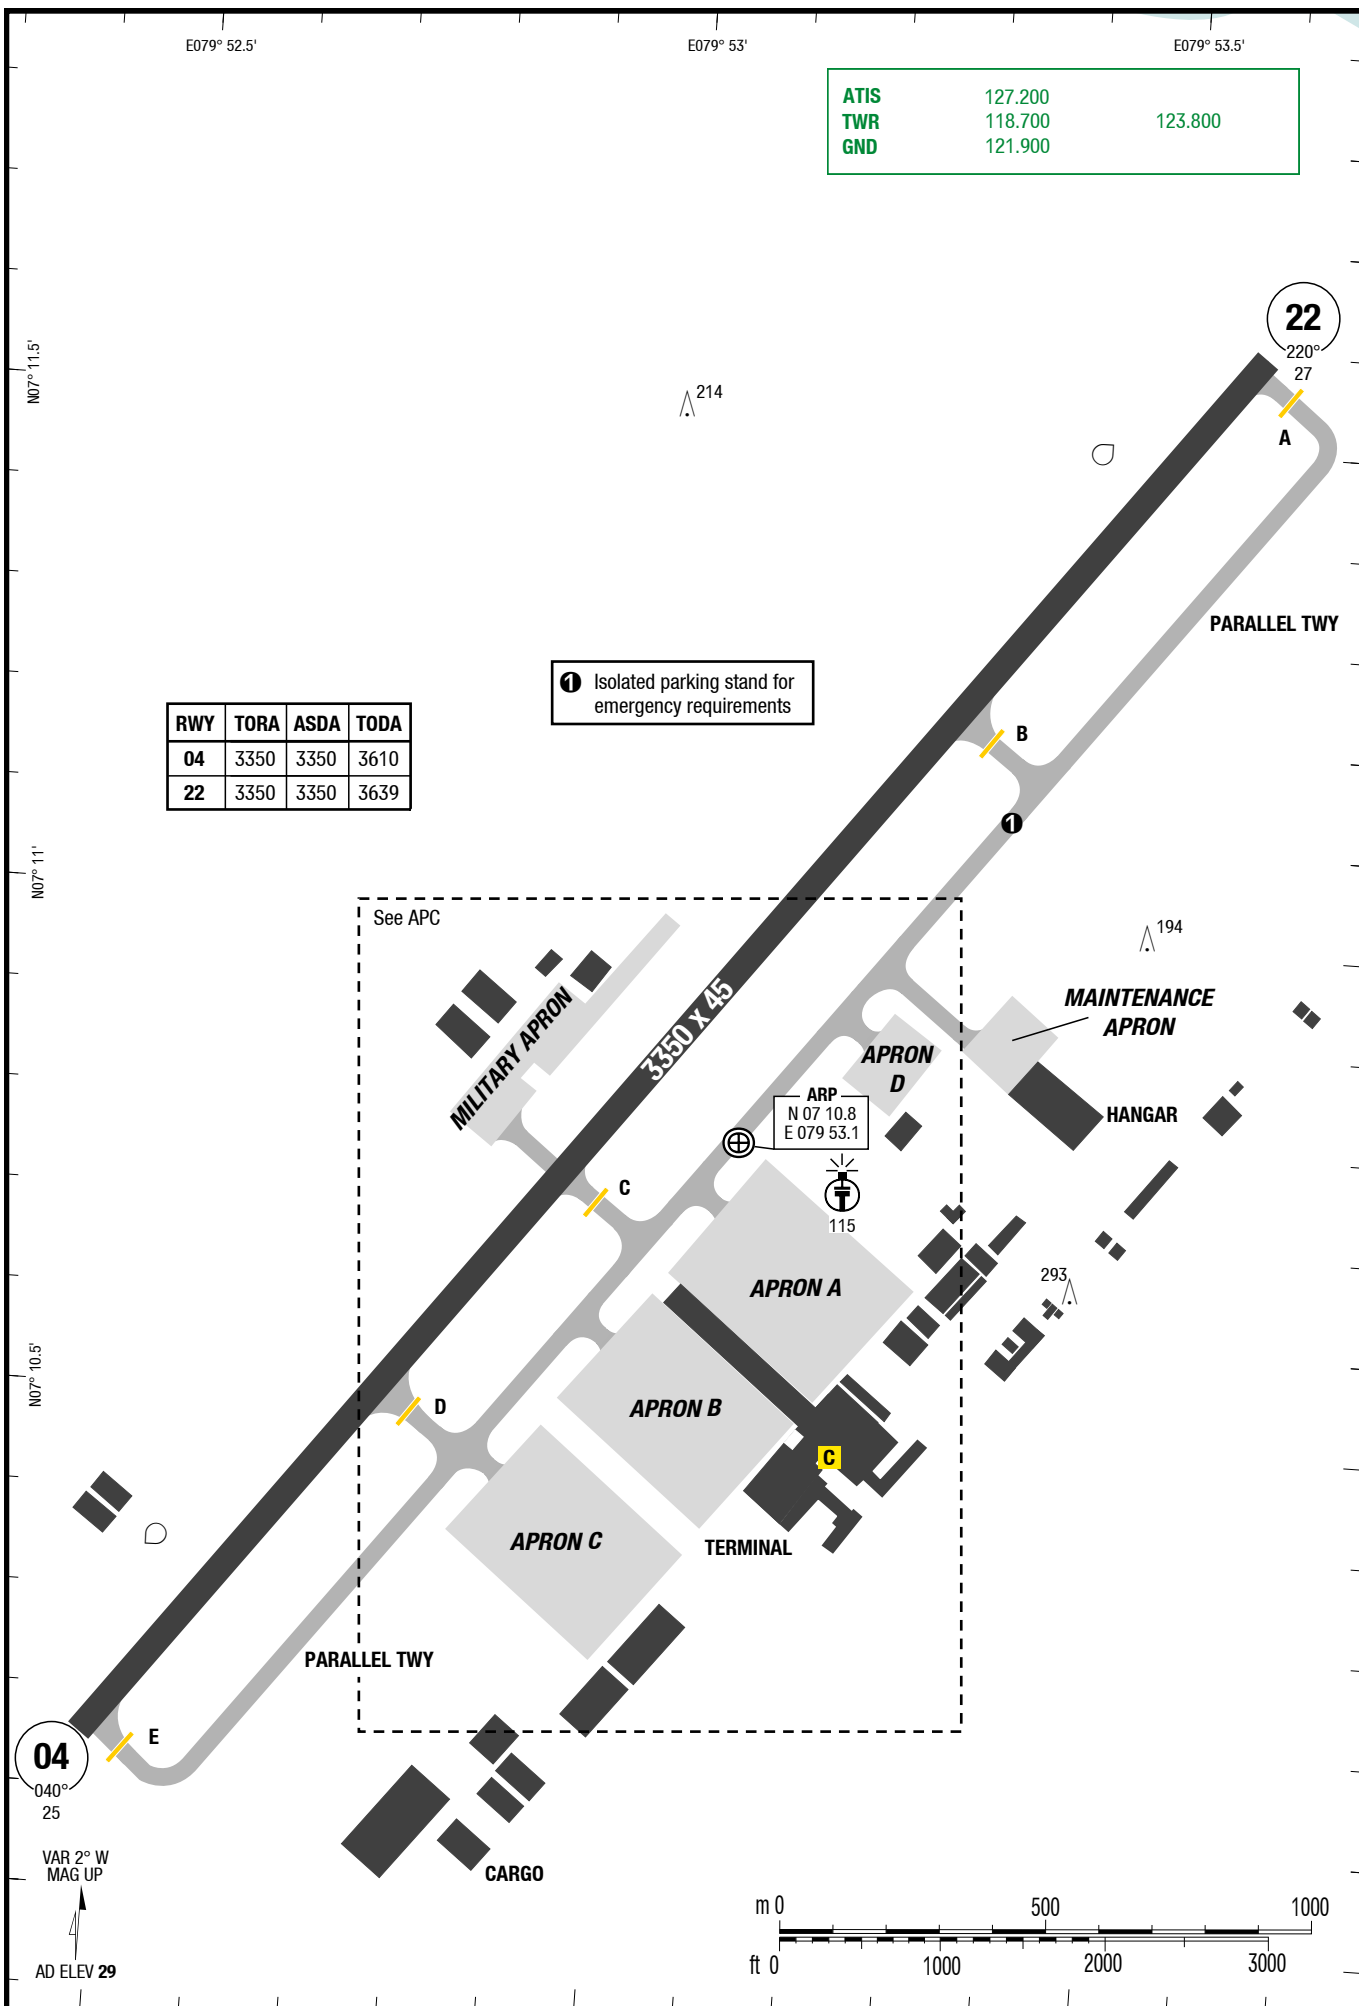 E079° 52.5'
E079° 53'
E079° 53.5'
ATIS 127.200
TWR 118.700 123.800
GND 121.900
22
220°
27
N07° 11.5'
214
A
PARALLEL TWY
1 Isolated parking stand for
emergency requirements
RWY TORA ASDA TODA
04 3350 3350 3610
22 3350 3350 3639
B
1
N07° 11'
See APC
194
MAINTENANCE
APRON
3350 x 45
MILITARY APRON
APRON
D
ARP
N 07 10.8
E 079 53.1
HANGAR
C
115
293
APRON A
N07° 10.5'
D
APRON B
C
APRON C
TERMINAL
PARALLEL TWY
E
04
040°
25
VAR 2° W
MAG UP
CARGO
m 0 500 1000
ft 0 1000 2000 3000
AD ELEV 29